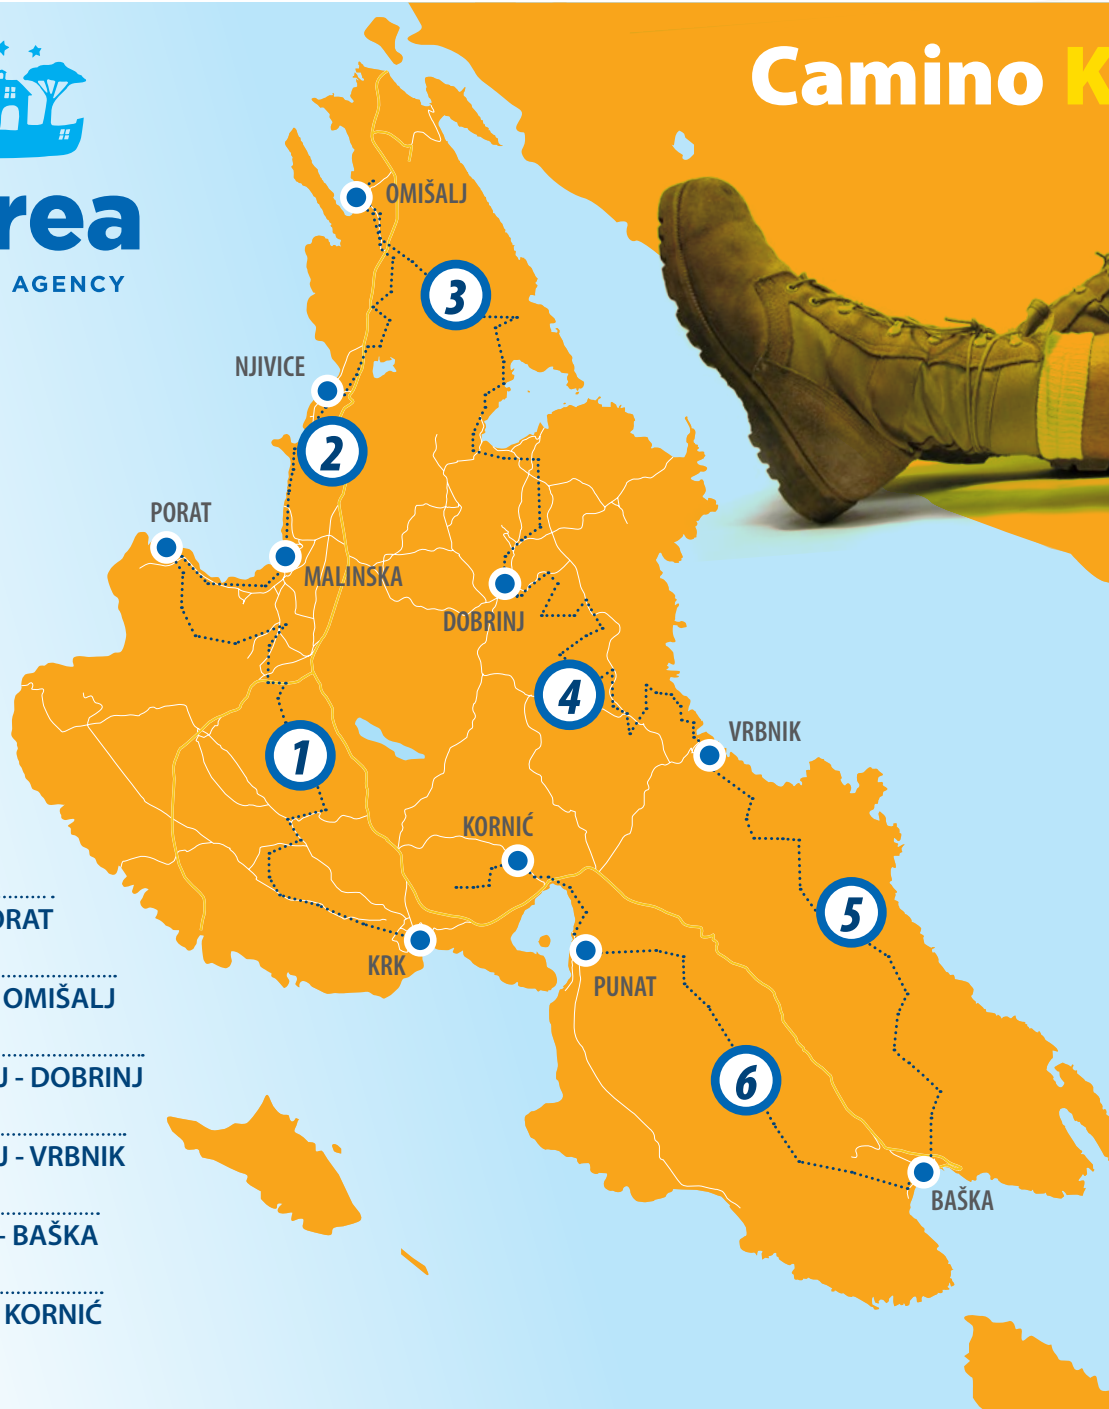 Camino K
rea
AGENCY
OMIŠALJ
3
NJIVICE
2
PORAT
MALINSKA
DOBRINJ
4
VRBNIK
1
KORNIĆ
5
KRK
PUNAT
6
BAŠKA
ORAT
OMIŠALJ
J - DOBRINJ
J - VRBNIK
- BAŠKA
KORNIĆ